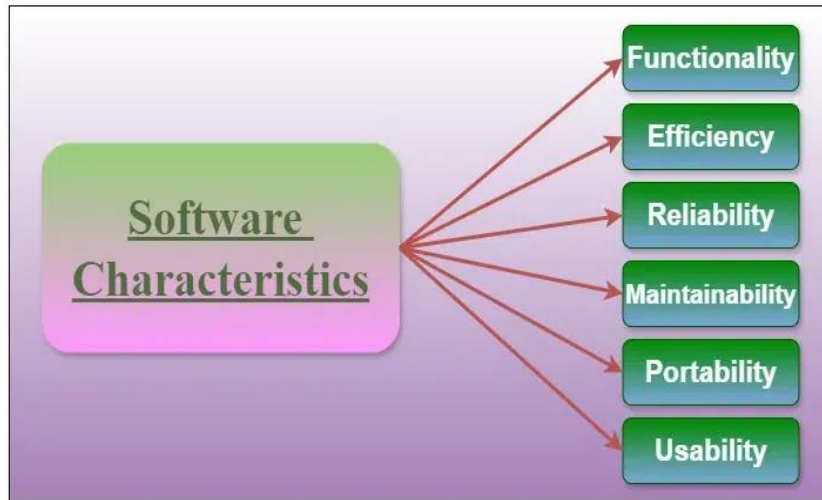 Software
Characteristics
Functionality
Efficiency
Reliability
Maintainability
Portability
Usability